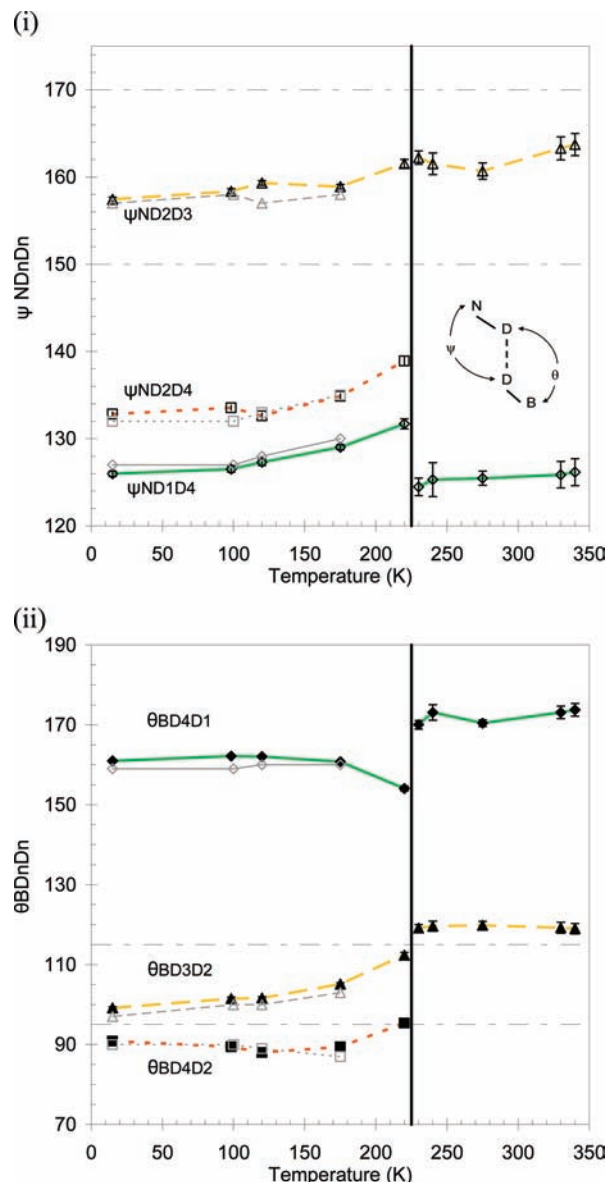 (i)
170
160
150
140
130
120
ψ NDnDn
ψND2D3
ψND2D4
ψND1D4
N
D
ψ
θ
D
B
0 50 100 150 200 250 300 350
Temperature (K)
(ii)
190
170
150
130
110
90
70
θBDnDn
θBD4D1
θBD3D2
θBD4D2
0 50 100 150 200 250 300 350
Temperature (K)